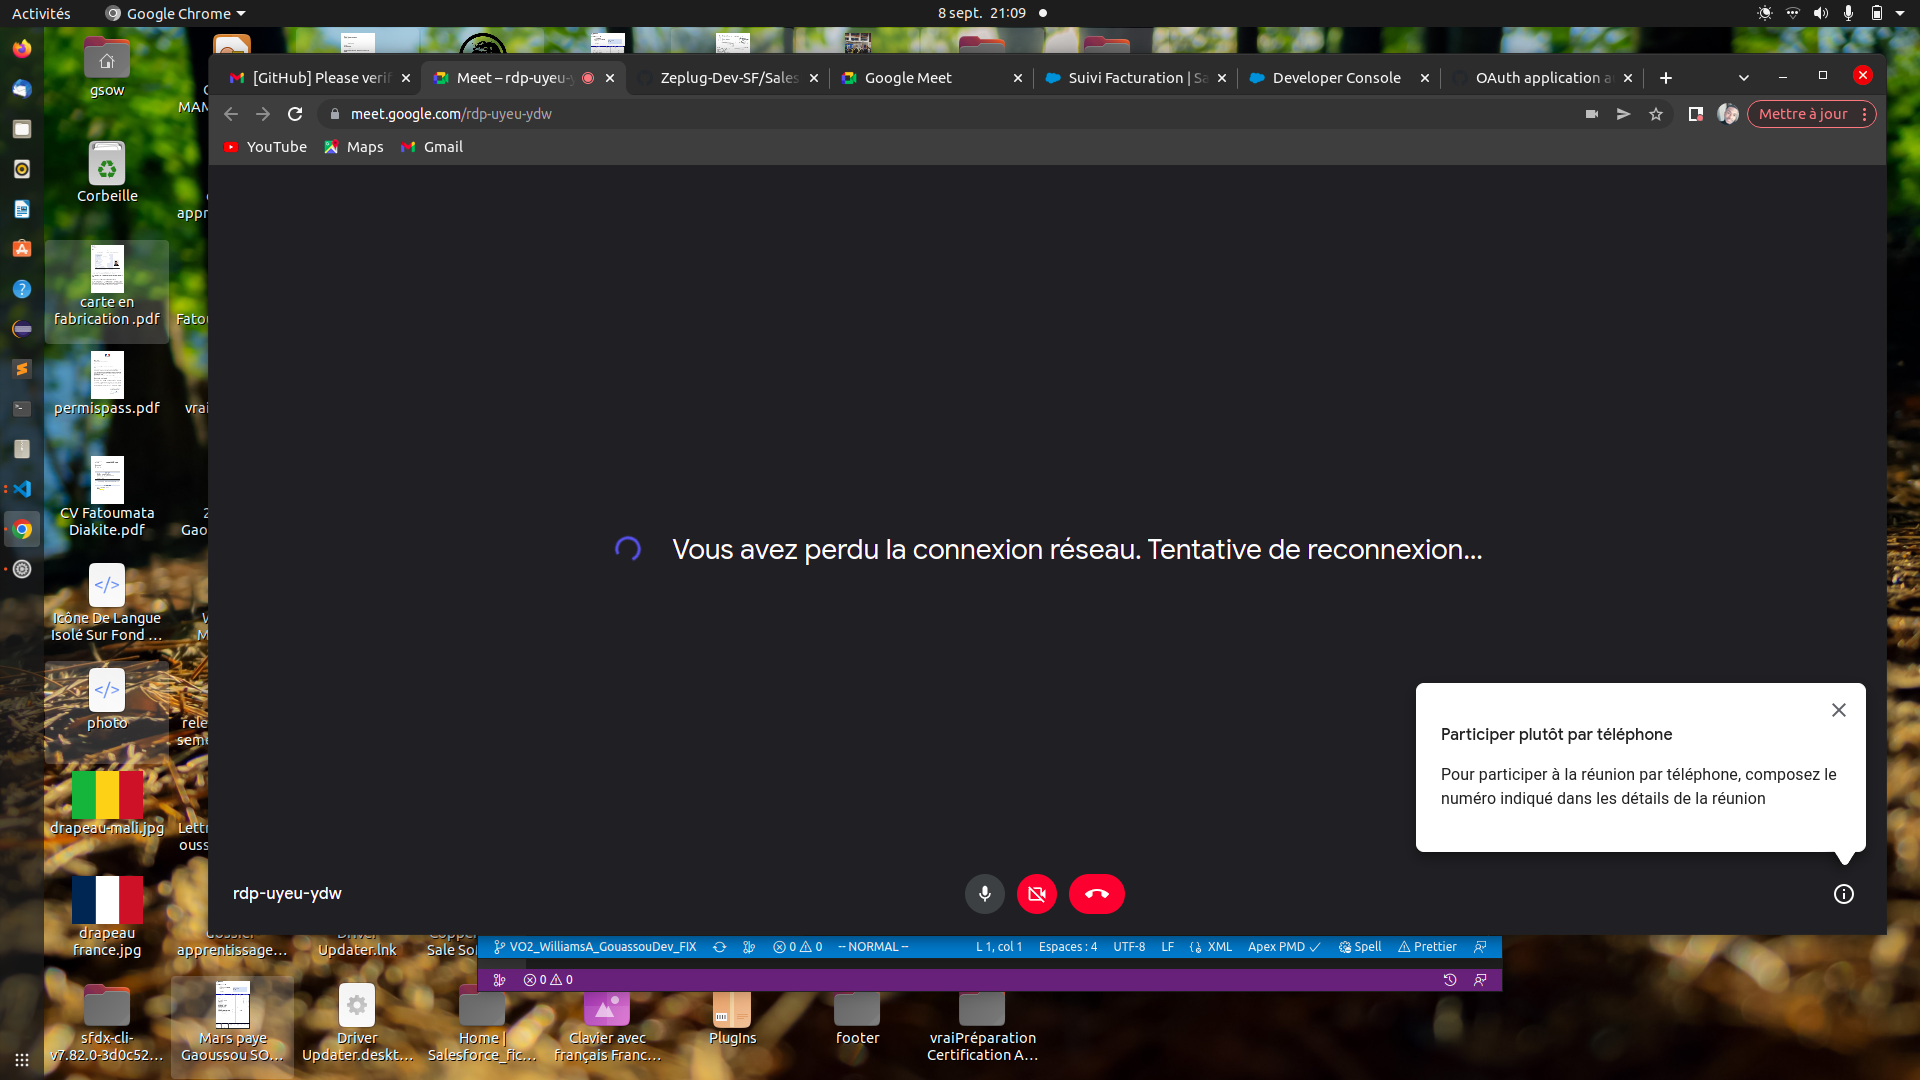 Activités
Google Chrome
8 sept. 21:09
[GitHub] Please verif
Meet – rdp-uyeu-y
Zeplug-Dev-SF/Sales
Google Meet
Suivi Facturation | Sa
Developer Console
OAuth application a
meet.google.com/rdp-uyeu-ydw
Mettre à jour
YouTube
Maps
Gmail
Vous avez perdu la connexion réseau. Tentative de reconnexion...
Participer plutôt par téléphone
Pour participer à la réunion par téléphone, composez le
numéro indiqué dans les détails de la réunion
rdp-uyeu-ydw
gsow
Corbeille
carte en
fabrication .pdf
permispass.pdf
CV Fatoumata
Diakite.pdf
Icône De Langue
Isolé Sur Fond ...
photo
drapeau-mali.jpg
drapeau
france.jpg
apprentissage...
Updater.lnk
VO2_WilliamsA_GouassouDev_FIX
0
0
-- NORMAL --
L 1, col 1
Espaces : 4
UTF-8
LF
XML
Apex PMD
Spell
Prettier
0
0
sfdx-cli-
v7.82.0-3d0c52...
Mars paye
Gaoussou SO...
Driver
Updater.deskt...
Home |
Salesforce_fic...
Clavier avec
français Franc...
PlugIns
footer
vraiPréparation
Certification A...